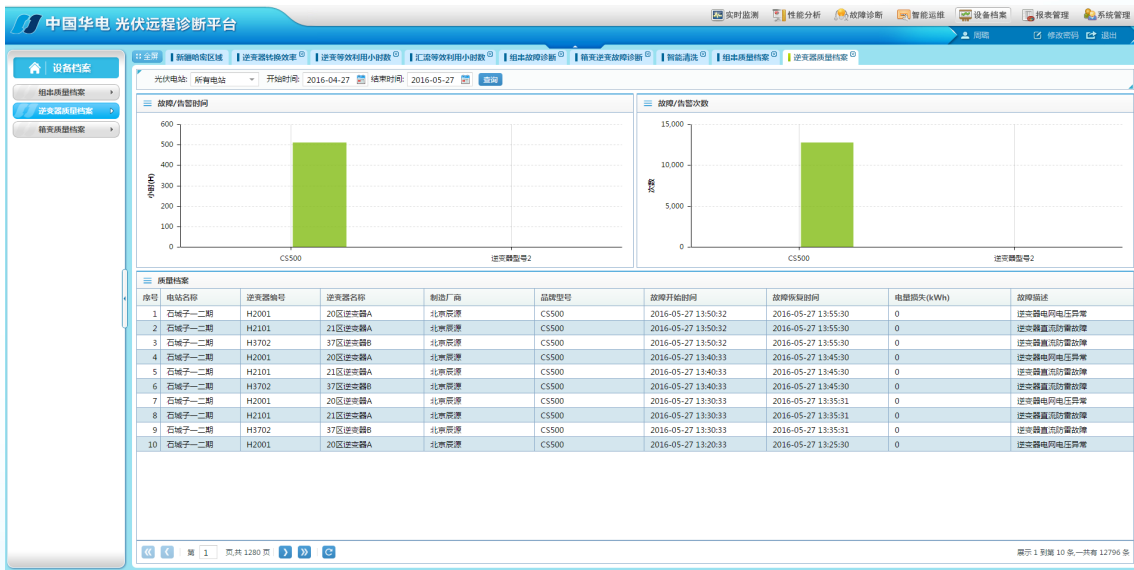 中国华电 光伏远程诊断平台
实时监测 性能分析 故障诊断 智能运维 设备档案 报表管理 系统管理
周晴 修改密码 退出
设备档案
组串质量档案
逆变器质量档案
箱变质量档案
全屏 新疆哈密区域 逆变器转换效率 逆变等效利用小时数 汇流等效利用小时数 组串故障诊断 箱变逆变故障诊断 智能清洗 组串质量档案 逆变器质量档案
光伏电站: 所有电站 开始时间: 2016-04-27 结束时间: 2016-05-27 查询
故障/告警时间
600
500
400
300
200
100
0
小时(H)
CS500 逆变器型号2
故障/告警次数
15,000
10,000
5,000
0
次数
CS500 逆变器型号2
质量档案
序号 电站名称 逆变器编号 逆变器名称 制造厂商 品牌型号 故障开始时间 故障恢复时间 电量损失(kWh) 故障描述
1 石城子一二期 H2001 20区逆变器A 北京辰源 CS500 2016-05-27 13:50:32 2016-05-27 13:55:30 0 逆变器电网电压异常
2 石城子一二期 H2101 21区逆变器A 北京辰源 CS500 2016-05-27 13:50:32 2016-05-27 13:55:30 0 逆变器直流防雷故障
3 石城子一二期 H3702 37区逆变器B 北京辰源 CS500 2016-05-27 13:50:32 2016-05-27 13:55:30 0 逆变器直流防雷故障
4 石城子一二期 H2001 20区逆变器A 北京辰源 CS500 2016-05-27 13:40:33 2016-05-27 13:45:30 0 逆变器电网电压异常
5 石城子一二期 H2101 21区逆变器A 北京辰源 CS500 2016-05-27 13:40:33 2016-05-27 13:45:30 0 逆变器直流防雷故障
6 石城子一二期 H3702 37区逆变器B 北京辰源 CS500 2016-05-27 13:40:33 2016-05-27 13:45:30 0 逆变器直流防雷故障
7 石城子一二期 H2001 20区逆变器A 北京辰源 CS500 2016-05-27 13:30:33 2016-05-27 13:35:31 0 逆变器电网电压异常
8 石城子一二期 H2101 21区逆变器A 北京辰源 CS500 2016-05-27 13:30:33 2016-05-27 13:35:31 0 逆变器直流防雷故障
9 石城子一二期 H3702 37区逆变器B 北京辰源 CS500 2016-05-27 13:30:33 2016-05-27 13:35:31 0 逆变器直流防雷故障
10 石城子一二期 H2001 20区逆变器A 北京辰源 CS500 2016-05-27 13:20:33 2016-05-27 13:25:30 0 逆变器电网电压异常
第 1 页,共 1280 页
展示 1 到第 10 条,一共有 12796 条